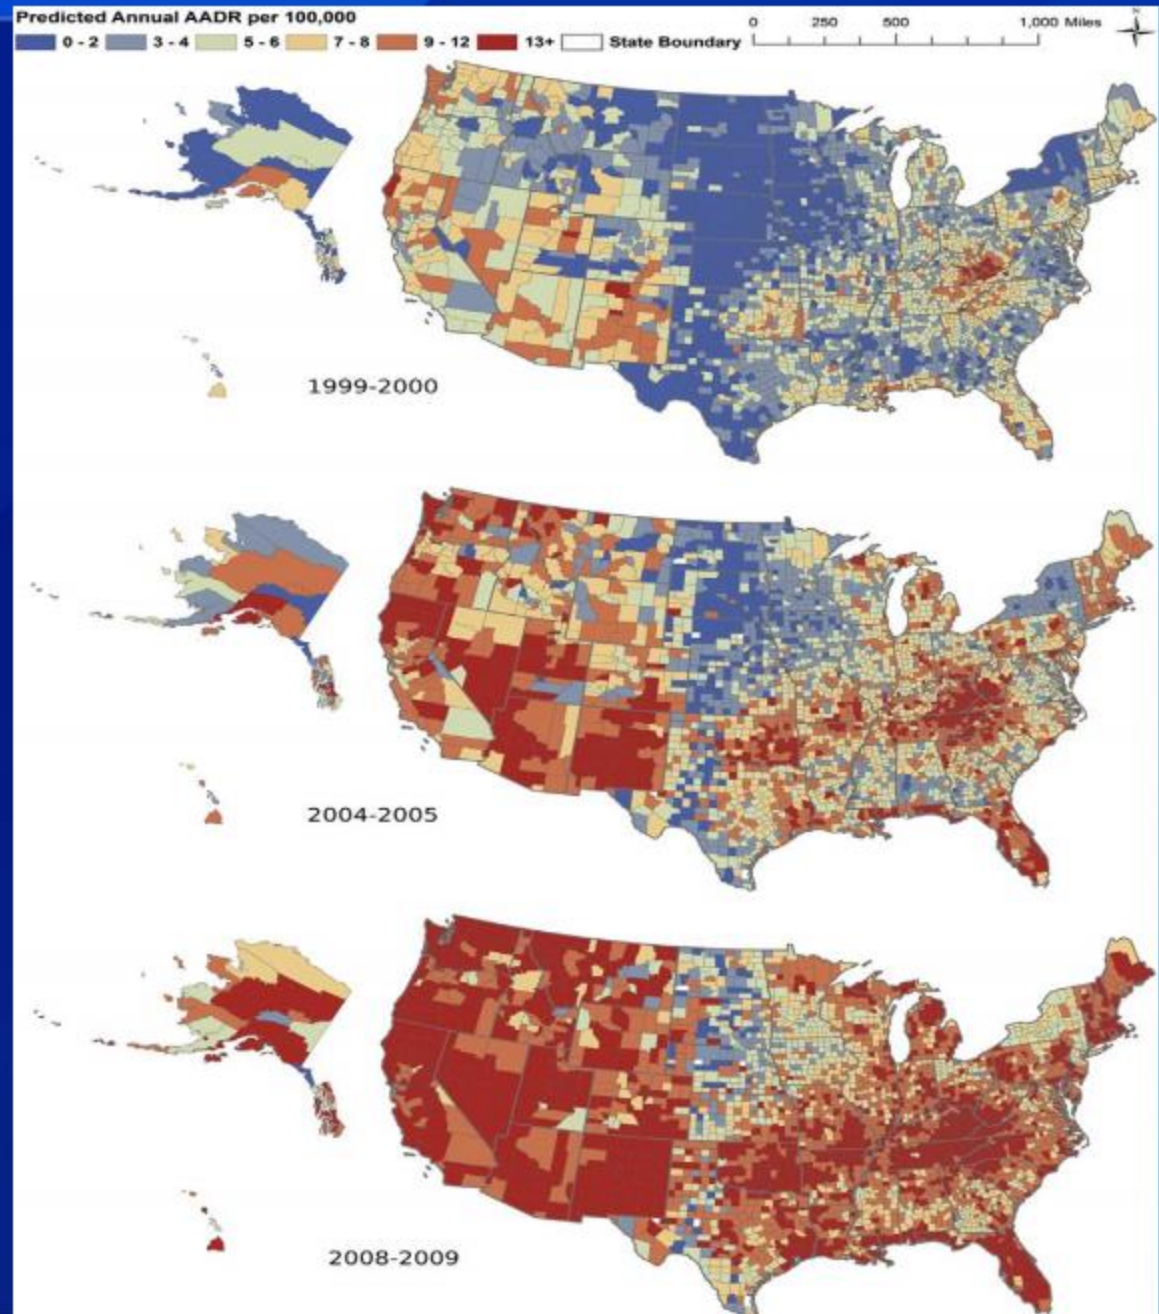 Predicted Annual AADR per 100,000
0 - 2 3 - 4 5 - 6 7 - 8 9 - 12 13+ State Boundary
0 250 500 1,000 Miles
N
1999-2000
2004-2005
2008-2009